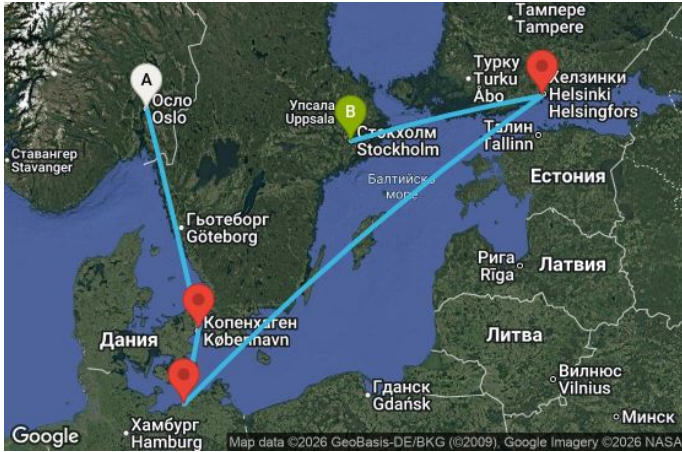 Тампере
Tampere
A
Турку
Turku
Åbo
Хелзинки
Helsinki
Helsingfors
Осло
Oslo
Упсала
Uppsala
B
Стокхолм
Stockholm
Талин
Tallinn
Ставангер
Stavanger
Балтийско
море
Естония
Гьотеборг
Göteborg
Рига
Rīga
Латвия
Копенхаген
København
Дания
Литва
Вилнюс
Vilnius
Гданск
Gdańsk
Минск
Хамбург
Hamburg
Google
Map data ©2026 GeoBasis-DE/BKG (©2009), Google Imagery ©2026 NASA